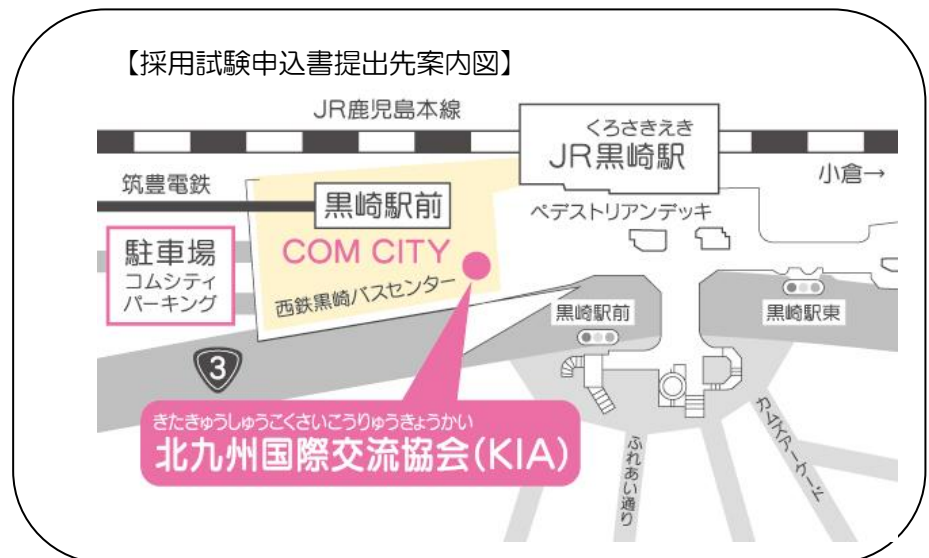 【採用試験申込書提出先案内図】
JR鹿児島本線
くろさきえき
JR黒崎駅
小倉→
筑豊電鉄
黒崎駅前
ペデストリアンデッキ
駐車場
コムシティ
パーキング
COM CITY
西鉄黒崎バスセンター
黒崎駅前
黒崎駅東
3
きたきゅうしゅうこくさいこうりゅうきょうかい
北九州国際交流協会(KIA)
ふれあい通り
カムズアーケード